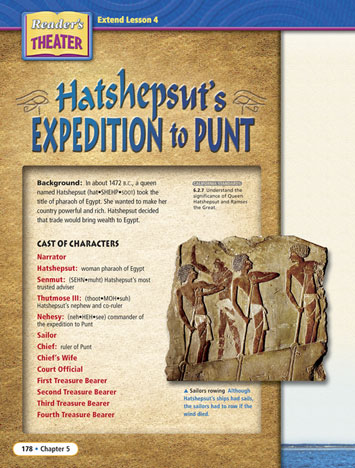 Reader's
THEATER
Extend Lesson 4
Hatshepsut's
EXPEDITION to PUNT
Background: In about 1472 B.C., a queen
named Hatshepsut (hat•SHEHP•soot) took the
title of pharaoh of Egypt. She wanted to make her
country powerful and rich. Hatshepsut decided
that trade would bring wealth to Egypt.
CALIFORNIA STANDARDS
6.2.7 Understand the
significance of Queen
Hatshepsut and Ramses
the Great.
CAST OF CHARACTERS
Narrator
Hatshepsut: woman pharaoh of Egypt
Senmut: (SEHN•muht) Hatshepsut's most
trusted adviser
Thutmose III: (thoot•MOH•suh)
Hatshepsut's nephew and co-ruler
Nehesy: (neh•HEH•see) commander of
the expedition to Punt
Sailor
Chief: ruler of Punt
Chief's Wife
Court Official
First Treasure Bearer
Second Treasure Bearer
Third Treasure Bearer
Fourth Treasure Bearer
▲ Sailors rowing Although
Hatshepsut's ships had sails,
the sailors had to row if the
wind died.
178 • Chapter 5